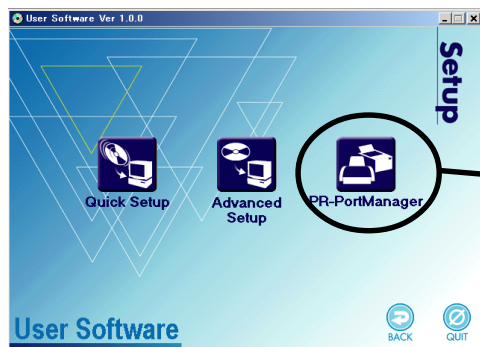 User Software Ver 1.0.0
Setup
Quick Setup
Advanced
Setup
PR-PortManager
User Software
BACK
QUIT